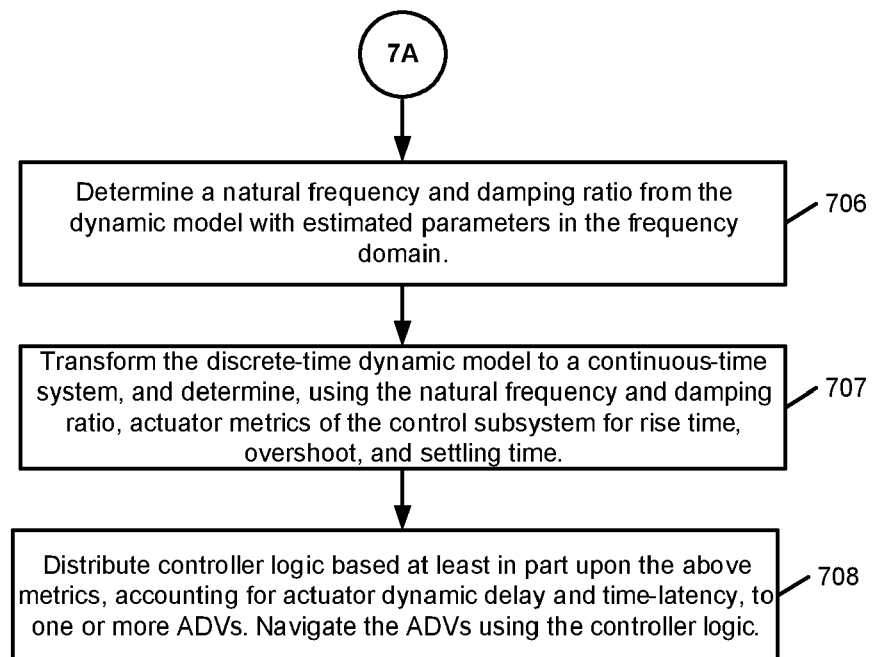 7A
Determine a natural frequency and damping ratio from the
dynamic model with estimated parameters in the frequency
domain.
706
Transform the discrete-time dynamic model to a continuous-time
system, and determine, using the natural frequency and damping
ratio, actuator metrics of the control subsystem for rise time,
overshoot, and settling time.
707
Distribute controller logic based at least in part upon the above
metrics, accounting for actuator dynamic delay and time-latency, to
one or more ADVs. Navigate the ADVs using the controller logic.
708